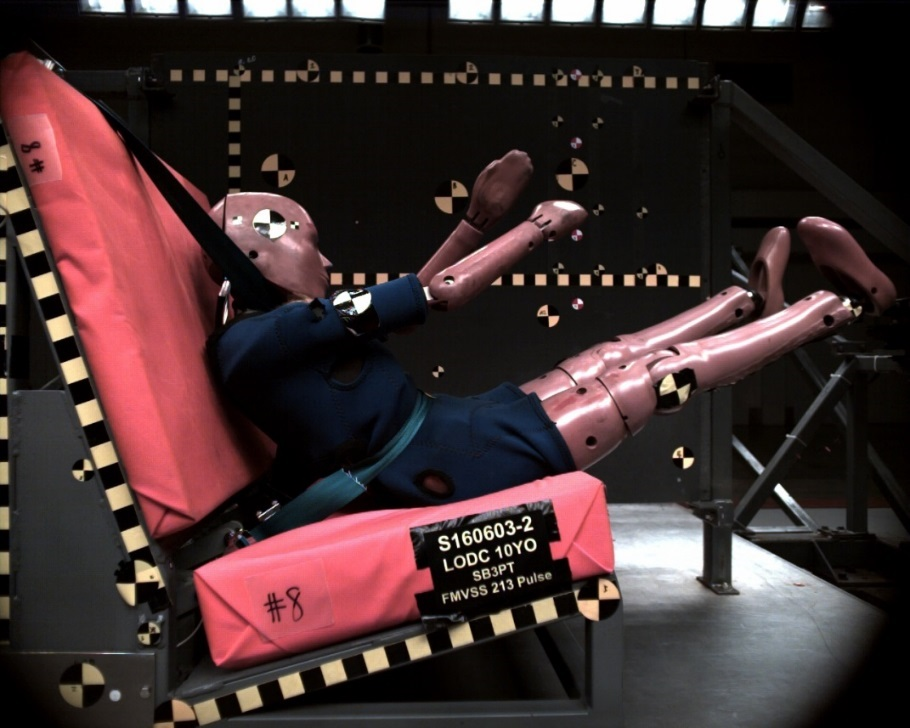 #8
S160603-2
LODC 10YO
SB3PT
FMVSS 213 Pulse
#8